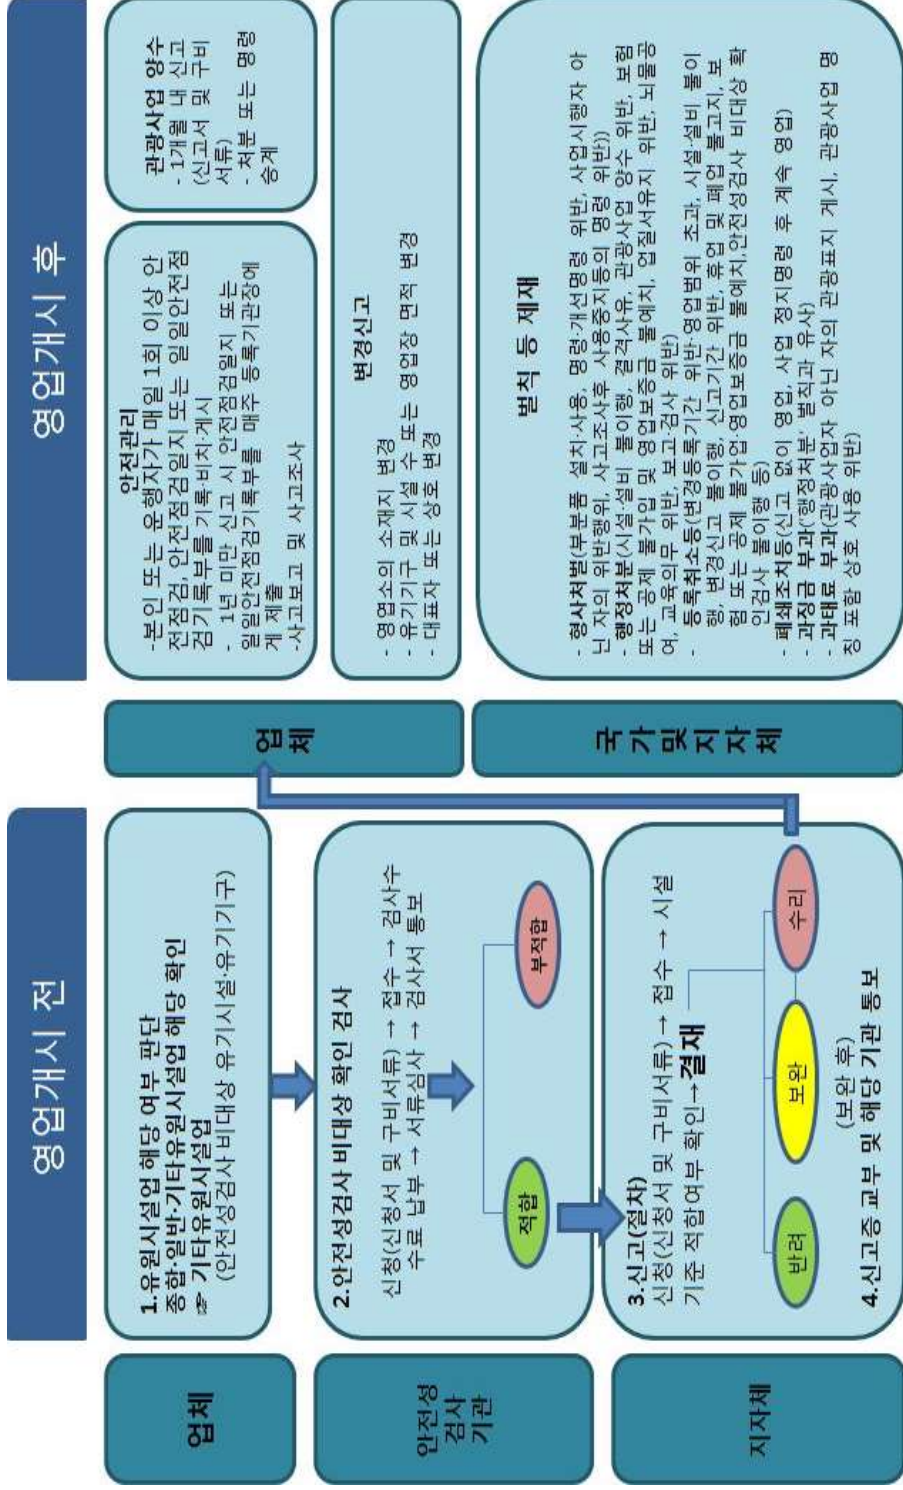 영업개시 전
업체
1.유원시설업 해당 여부 판단
종합·일반·기타유원시설업 해당 확인
☞ 기타유원시설업
(안전성검사 비대상 유기시설·유기기구)
안전성
검사
기관
2.안전성검사 비대상 확인 검사
신청(신청서 및 구비서류) → 접수 → 검사수
수료 납부 → 서류심사 → 검사서 통보
적합
부적합
지자체
3.신고(절차)
신청(신청서 및 구비서류) → 접수 → 시설
기준 적합여부 확인→결재
반려
보완
수리
(보완 후)
4.신고증 교부 및 해당 기관 통보
영업개시 후
업
체
안전관리
-본인 또는 운행자가 매일 1회 이상 안
전점검, 안전점검일지 또는 일일안전점
검기록부를 기록·비치·게시
- 1년 미만 신고 시 안전점검일지 또는
일일안전점검기록부를 매주 등록기관장에
게 제출
-사고보고 및 사고조사
관광사업 양수
- 1개월 내 신고
(신고서 및 구비
서류)
- 처분 또는 명령
승계
변경신고
- 영업소의 소재지 변경
- 유기기구 및 시설 수 또는 영업장 면적 변경
- 대표자 또는 상호 변경
국
가
및
지
자
체
벌칙 등 제재
- 형사처벌(부부품 설치·사용, 명령·개선명령 위반, 사업시행자 아
닌 자의 위반행위, 사고조사후 사용중지등의 명령 위반))
- 행정처분(시설·설비 불이행, 결격사유, 관광사업 양수 위반, 보험
또는 공제 불가입 및 영업보증금 불예치, 업질서유지 위반, 뇌물공
여, 교육의무 위반, 보고·검사 위반)
- 등록취소등(변경등록기간 위반·영업범위 초과, 시설·설비 불이
행, 변경신고 불이행, 신고기간 위반, 휴업 및 폐업 불고지, 보
험 또는 공제 불가업·영업보증금 불예치,안전성검사 비대상 확
인검사 불이행 등)
- 폐쇄조치등(신고 없이 영업, 사업 정지명령 후 계속 영업)
- 과징금 부과('행정처분' 벌칙과 유사)
- 과태료 부과(관광사업자 아닌 자의 관광표지 게시, 관광사업 명
칭 포함 상호 사용 위반)